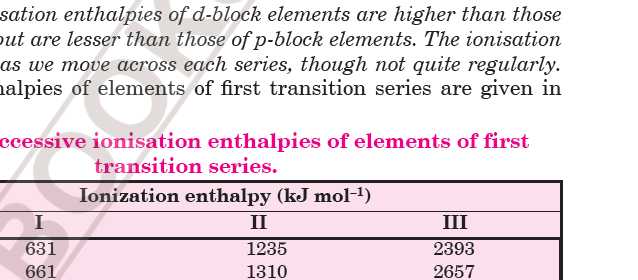 sation enthalpies of d-block elements are higher than those
out are lesser than those of p-block elements. The ionisation
as we move across each series, though not quite regularly.
nalpies of elements of first transition series are given in
ccessive ionisation enthalpies of elements of first
transition series.
Ionization enthalpy (kJ mol⁻¹)
I II III
631 1235 2393
661 1310 2657
BOOK